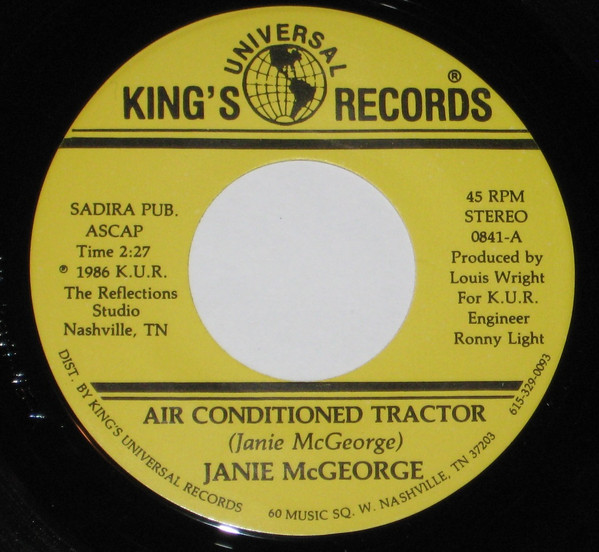 UNIVERSAL
KING'S RECORDS ®
SADIRA PUB.
ASCAP
Time 2:27
℗ 1986 K.U.R.
The Reflections
Studio
Nashville, TN
45 RPM
STEREO
0841-A
Produced by
Louis Wright
For K.U.R.
Engineer
Ronny Light
AIR CONDITIONED TRACTOR
(Janie McGeorge)
JANIE McGEORGE
DIST. BY KING'S UNIVERSAL RECORDS 60 MUSIC SQ. W. NASHVILLE, TN 37203 615-329-0093